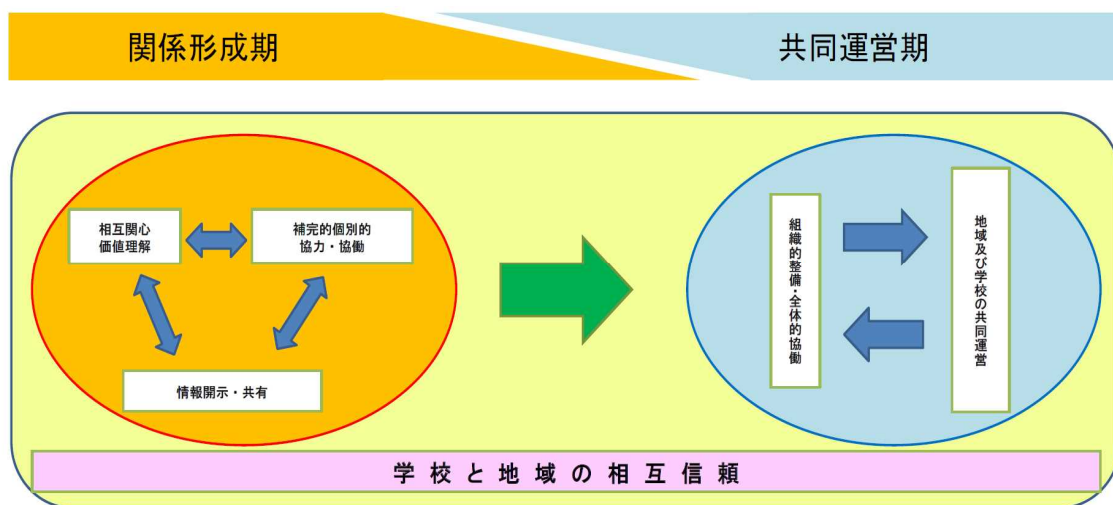 関係形成期
共同運営期
相互関心
価値理解
補完的個別的
協力・協働
情報開示・共有
組織的整備・全体的協働
地域及び学校の共同運営
学校と地域の相互信頼